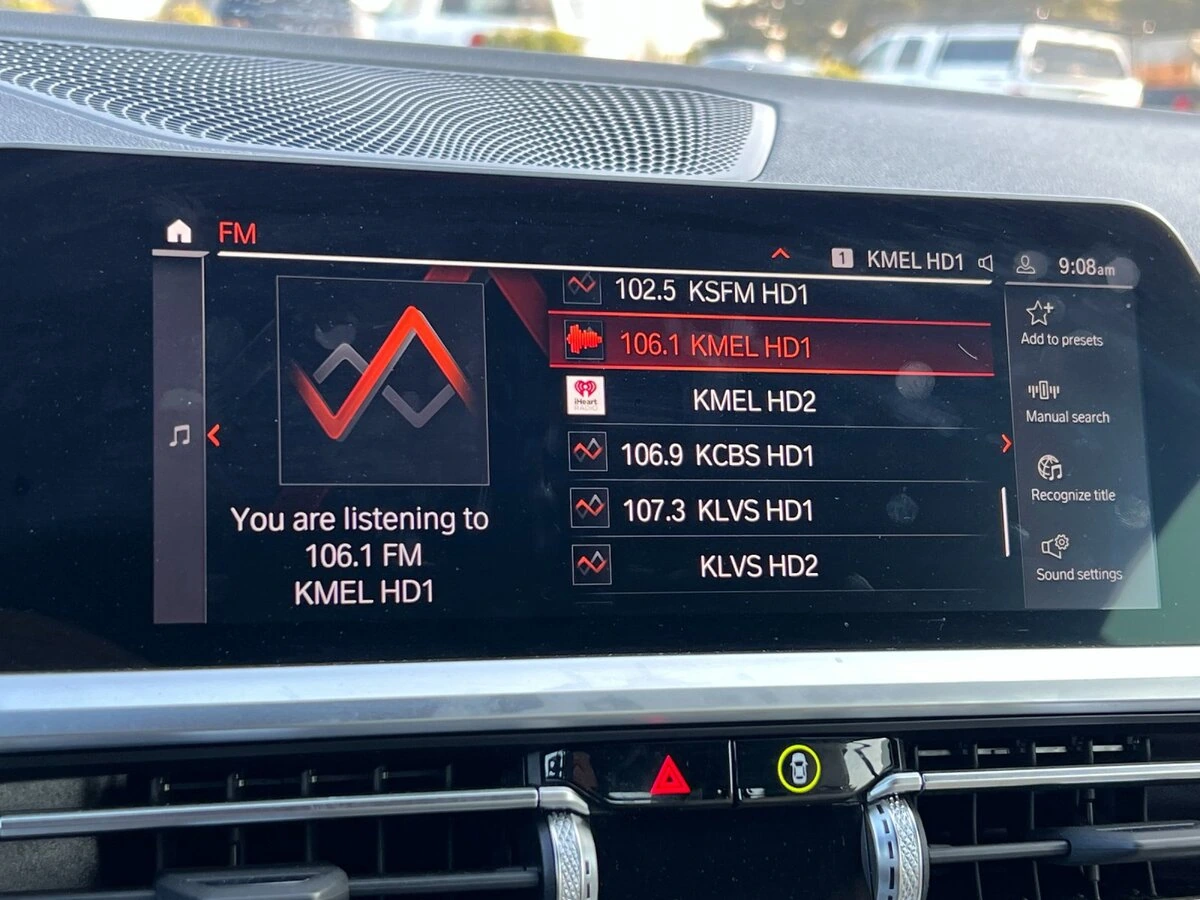 FM
1 KMEL HD1
9:08am
102.5 KSFM HD1
106.1 KMEL HD1
iHeart
RADIO
KMEL HD2
106.9 KCBS HD1
107.3 KLVS HD1
KLVS HD2
You are listening to
106.1 FM
KMEL HD1
Add to presets
Manual search
Recognize title
Sound settings